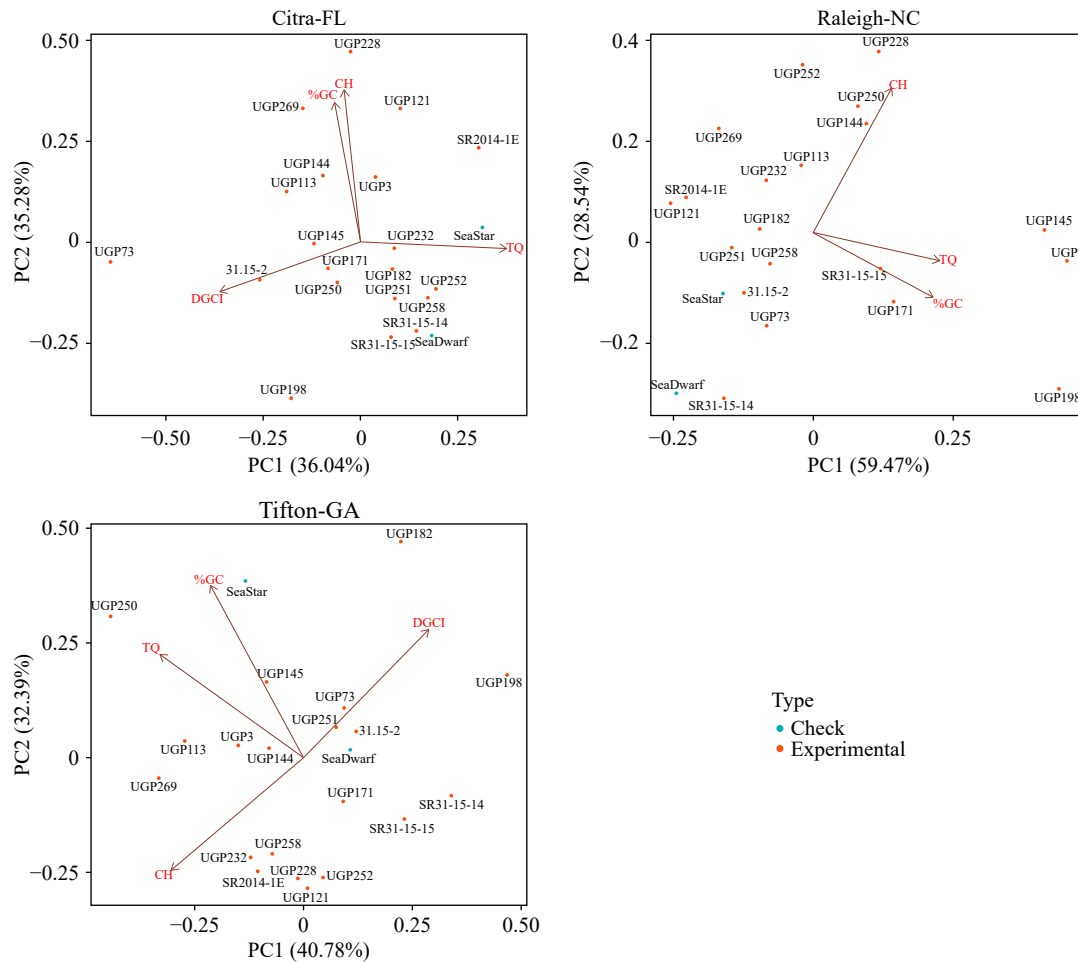 Citra-FL
0.50
0.25
0
−0.25
PC2 (35.28%)
UGP228
CH
%GC
UGP269
UGP121
SR2014-1E
UGP144
UGP113
UGP3
SeaStar
UGP145
UGP232
TQ
UGP73
31.15-2
UGP171
UGP182
DGCI
UGP250
UGP251
UGP252
UGP258
SR31-15-14
SR31-15-15
SeaDwarf
UGP198
−0.50
−0.25
0
0.25
PC1 (36.04%)
Raleigh-NC
0.4
0.2
0
−0.2
PC2 (28.54%)
UGP228
UGP252
CH
UGP250
UGP144
UGP269
UGP113
UGP232
SR2014-1E
UGP121
UGP182
UGP145
UGP251
UGP258
TQ
UGP
SR31-15-15
SeaStar
31.15-2
%GC
UGP171
UGP73
SeaDwarf
SR31-15-14
UGP198
−0.25
0
0.25
PC1 (59.47%)
Tifton-GA
0.50
0.25
0
−0.25
PC2 (32.39%)
UGP182
%GC
SeaStar
UGP250
DGCI
TQ
UGP145
UGP198
UGP73
UGP251
31.15-2
UGP3
UGP113
UGP144
SeaDwarf
UGP269
UGP171
SR31-15-14
SR31-15-15
UGP258
UGP232
CH
SR2014-1E
UGP228
UGP252
UGP121
−0.25
0
0.25
0.50
PC1 (40.78%)
Type
Check
Experimental